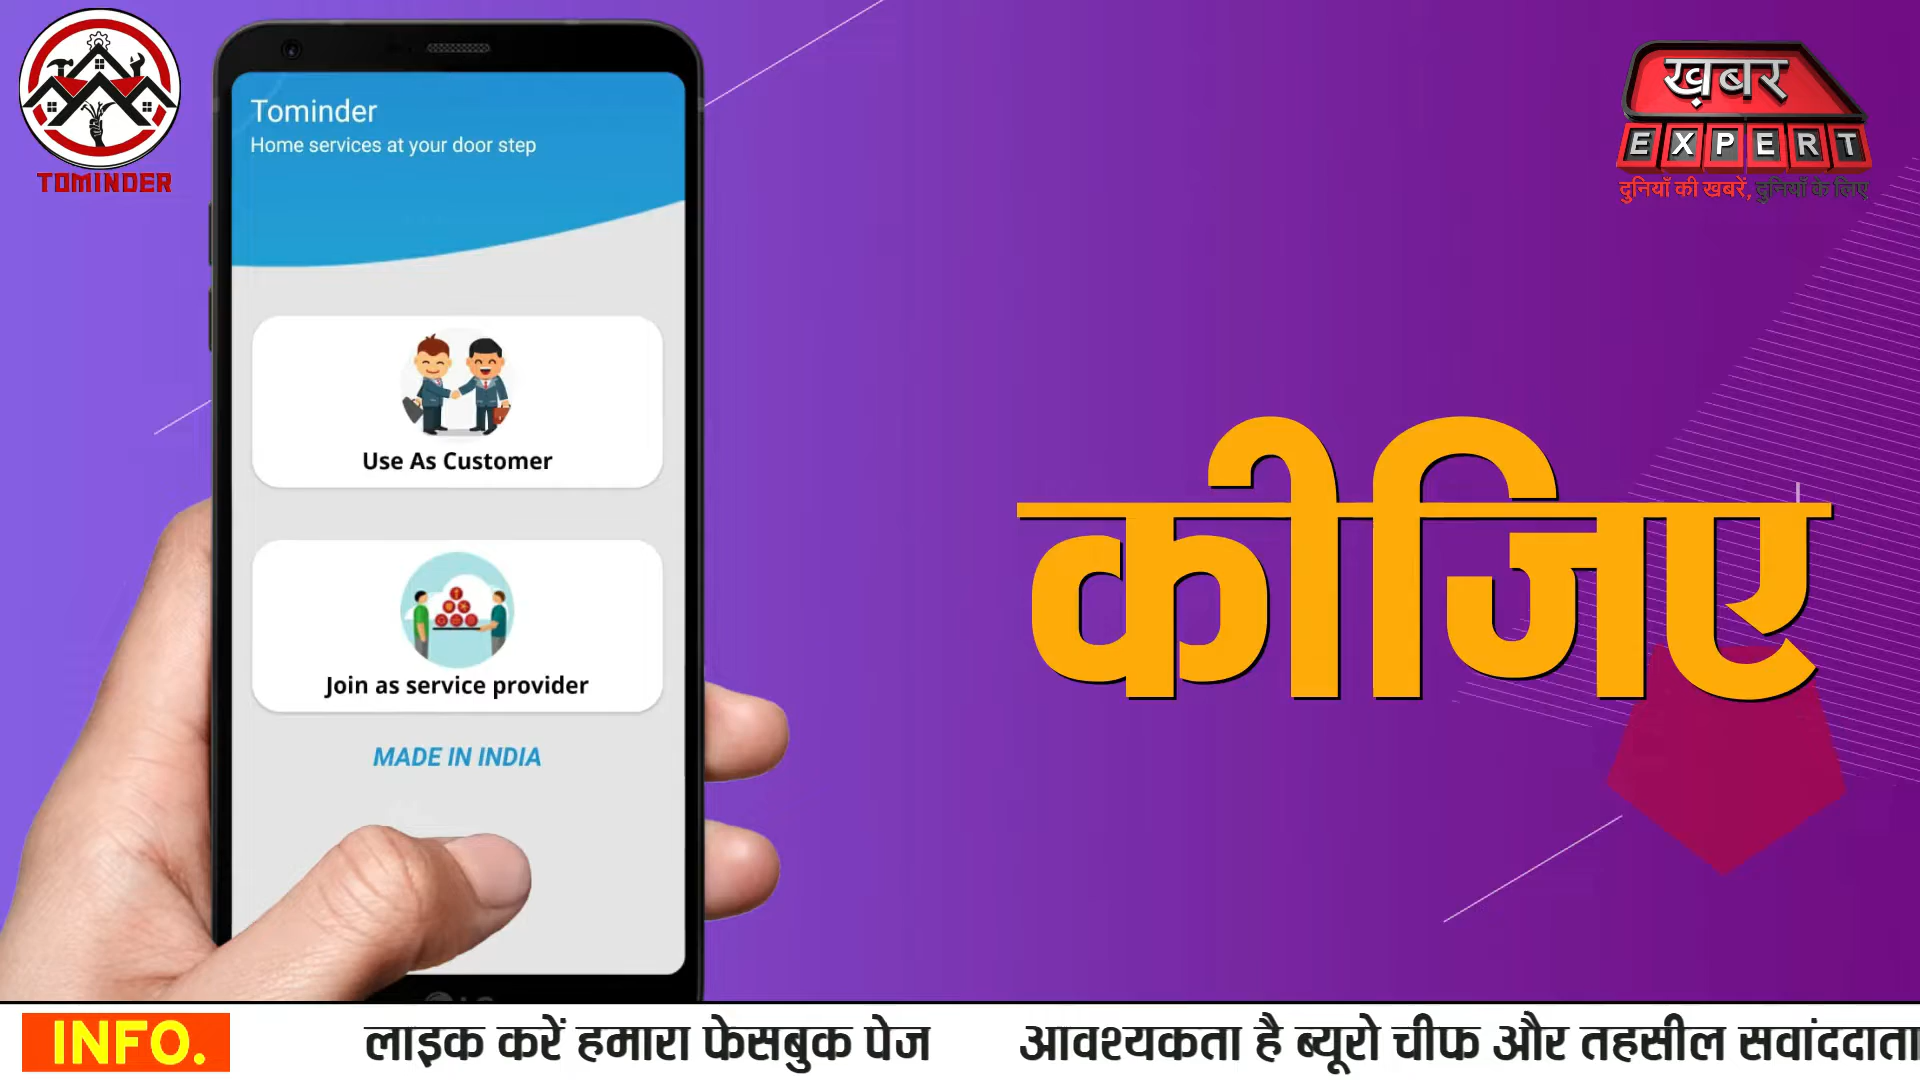 TOMINDER
Tominder
Home services at your door step
Use As Customer
Join as service provider
MADE IN INDIA
ख़बर
EXPERT
दुनियाँ की खबरें, दुनियाँ के लिए
कीजिए
INFO.
लाइक करें हमारा फेसबुक पेज आवश्यकता है ब्यूरो चीफ और तहसील सवांददाता